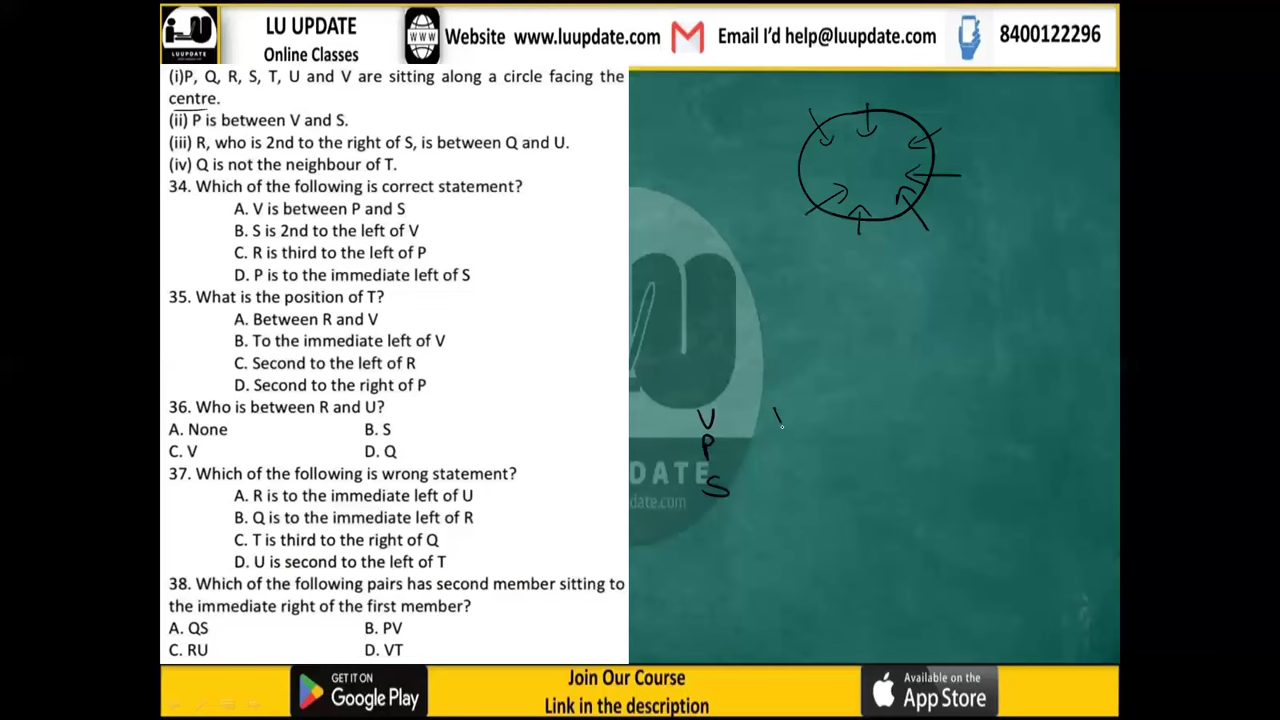 LU UPDATE
Online Classes
LUUPDATE
WWW
Website www.luupdate.com
Email I'd help@luupdate.com
8400122296
(i)P, Q, R, S, T, U and V are sitting along a circle facing the
centre.
(ii) P is between V and S.
(iii) R, who is 2nd to the right of S, is between Q and U.
(iv) Q is not the neighbour of T.
34. Which of the following is correct statement?
A. V is between P and S
B. S is 2nd to the left of V
C. R is third to the left of P
D. P is to the immediate left of S
35. What is the position of T?
A. Between R and V
B. To the immediate left of V
C. Second to the left of R
D. Second to the right of P
36. Who is between R and U?
A. None B. S
C. V D. Q
37. Which of the following is wrong statement?
A. R is to the immediate left of U
B. Q is to the immediate left of R
C. T is third to the right of Q
D. U is second to the left of T
38. Which of the following pairs has second member sitting to
the immediate right of the first member?
A. QS B. PV
C. RU D. VT
V
P
S
DATE
date.com
GET IT ON
Google Play
Join Our Course
Link in the description
Available on the
App Store